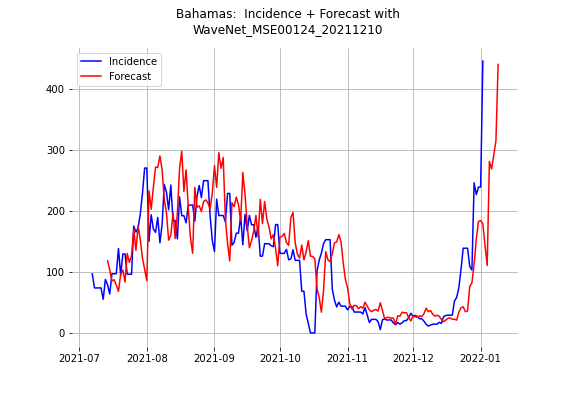 Bahamas:  Incidence + Forecast with
WaveNet_MSE00124_20211210
Incidence
Forecast
400
300
200
100
0
2021-07 2021-08 2021-09 2021-10 2021-11 2021-12 2022-01